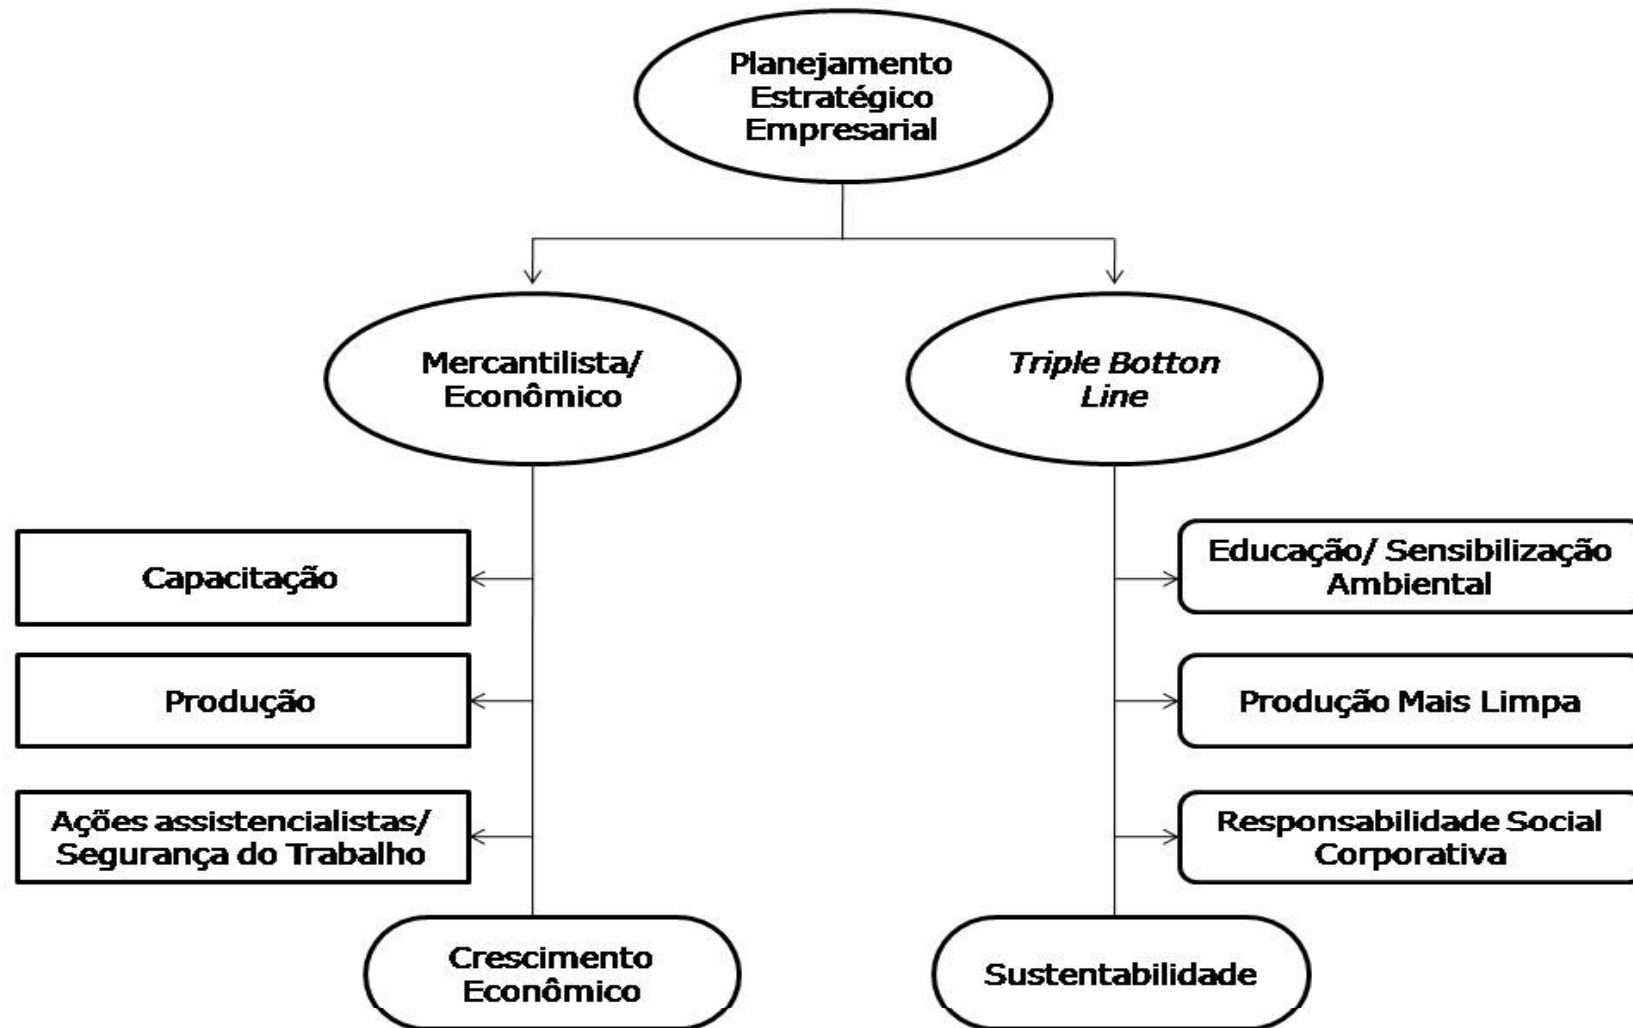 Planejamento
Estratégico
Empresarial
Mercantilista/
Econômico
Triple Botton
Line
Capacitação
Educação/ Sensibilização
Ambiental
Produção
Produção Mais Limpa
Ações assistencialistas/
Segurança do Trabalho
Responsabilidade Social
Corporativa
Crescimento
Econômico
Sustentabilidade